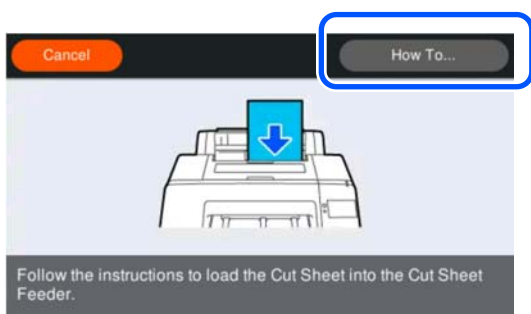 Cancel
How To...
Follow the instructions to load the Cut Sheet into the Cut Sheet
Feeder.